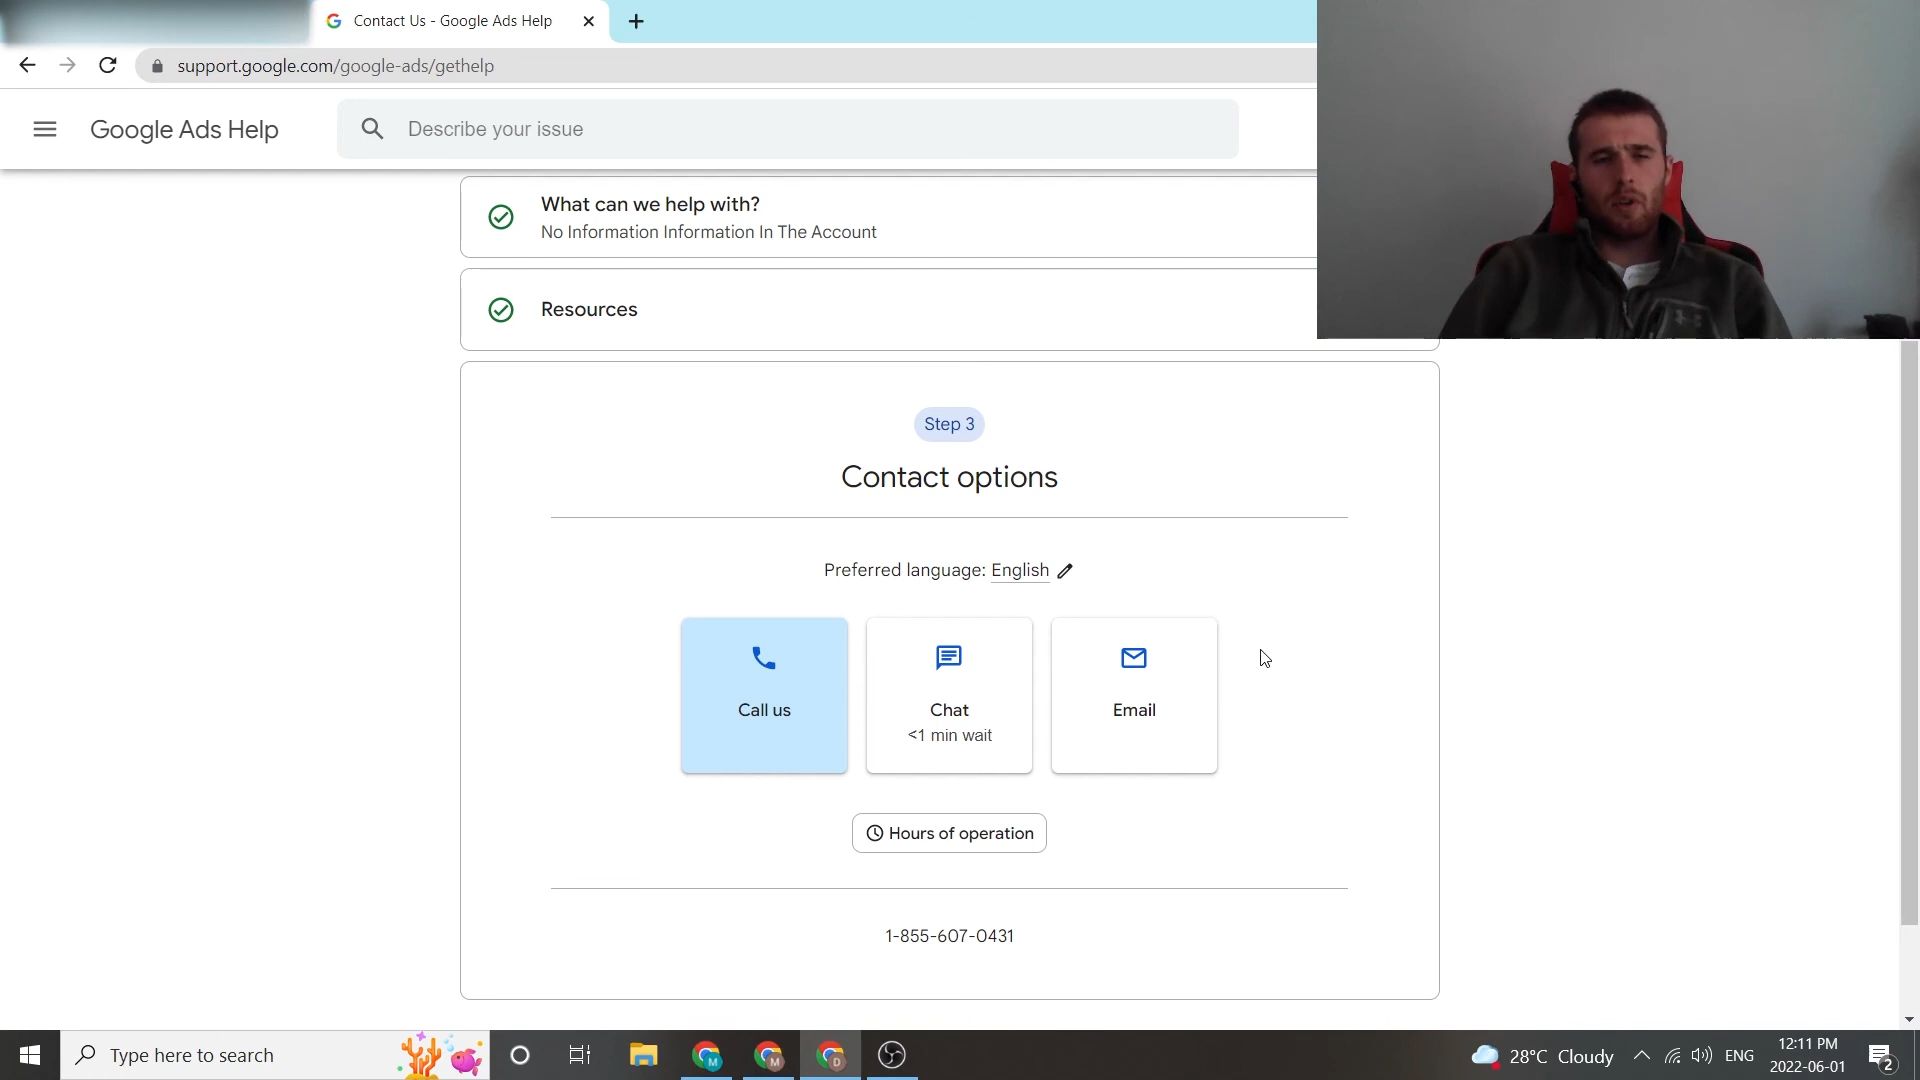 Contact Us - Google Ads Help
support.google.com/google-ads/gethelp
Google Ads Help
Describe your issue
What can we help with?
No Information Information In The Account
Resources
Step 3
Contact options
Preferred language: English
Call us
Chat
<1 min wait
Email
Hours of operation
1-855-607-0431
Type here to search
M
M
D
28°C Cloudy
ENG
12:11 PM
2022-06-01
2